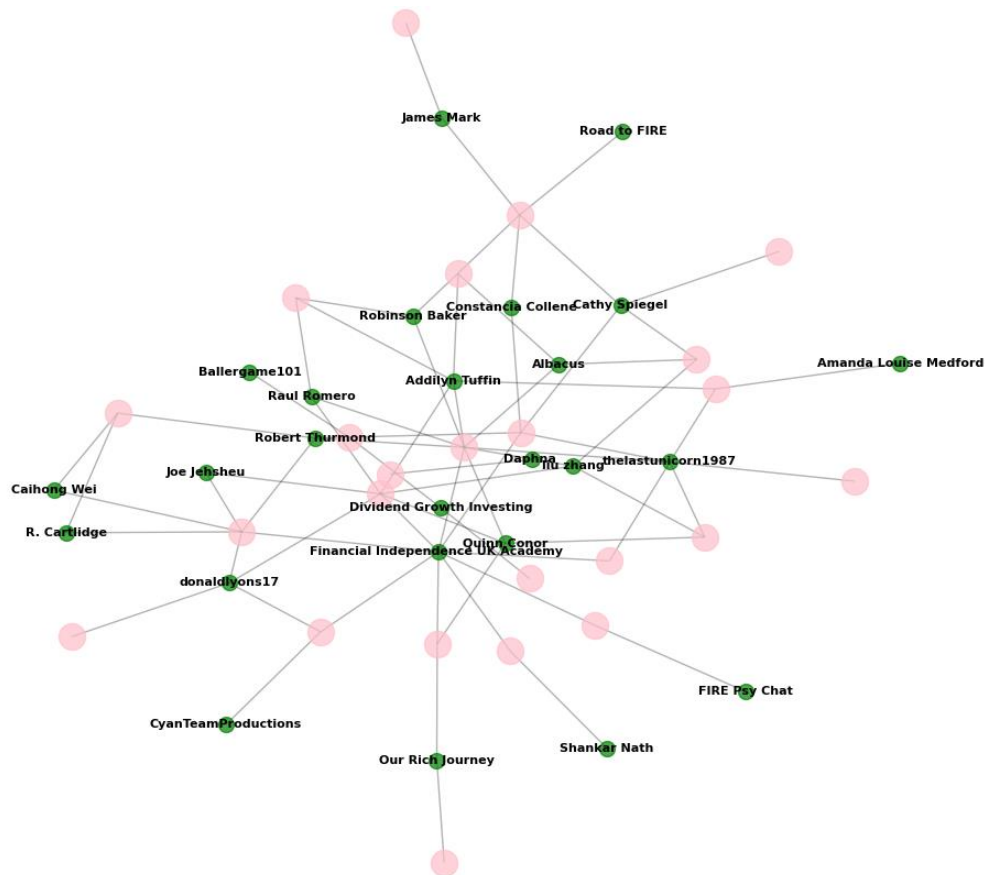 James Mark
Road to FIRE
Constancia Collene
Cathy Spiegel
Robinson Baker
Albacus
Amanda Louise Medford
Ballergame101
Addilyn Tuffin
Raul Romero
Robert Thurmond
Daphna
thelastunicorn1987
liu zhang
Joe Jehsheu
Caihong Wei
Dividend Growth Investing
R. Cartlidge
Quinn Conor
Financial Independence UK Academy
donaldlyons17
FIRE Psy Chat
CyanTeamProductions
Shankar Nath
Our Rich Journey